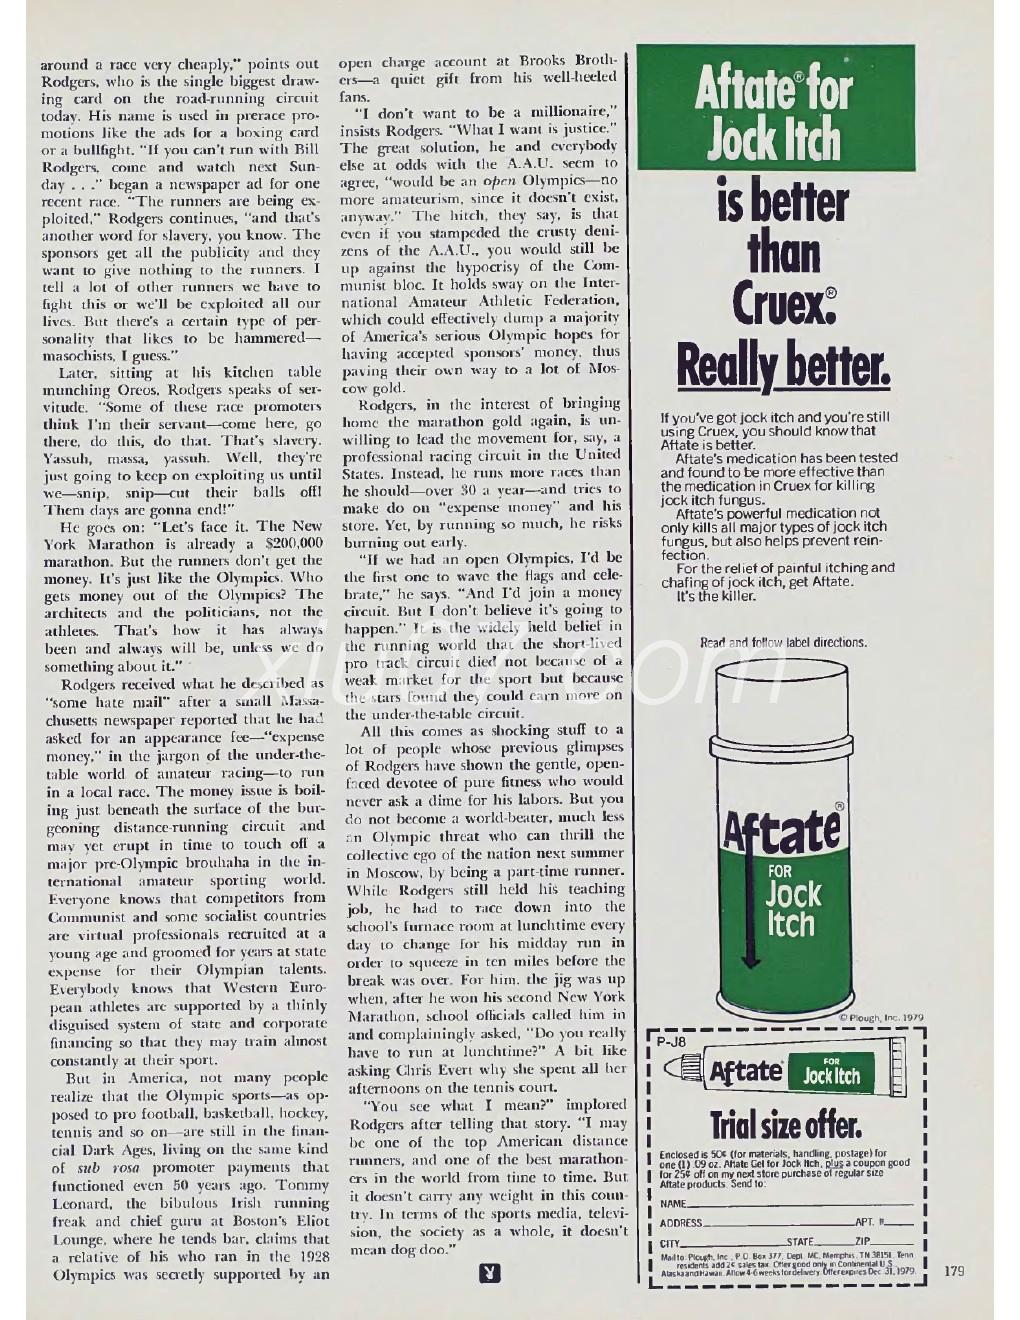 around a race very cheaply," points out
Rodgers, who is the single biggest draw-
ing card on the road-running circuit
today. His name is used in prerace pro-
motions like the ads for a boxing card
or a bullfight. "If you can't run with Bill
Rodgers, come and watch next Sun-
day . . ." began a newspaper ad for one
recent race. "The runners are being ex-
ploited," Rodgers continues, "and that's
another word for slavery, you know. The
sponsors get all the publicity and they
want to give nothing to the runners. I
tell a lot of other runners we have to
fight this or we'll be exploited all our
lives. But there's a certain type of per-
sonality that likes to be hammered—
masochists, I guess."
Later, sitting at his kitchen table
munching Oreos, Rodgers speaks of ser-
vitude. "Some of these race promoters
think I'm their servant—come here, go
there, do this, do that. That's slavery.
Yassuh, massa, yassuh. Well, they're
just going to keep on exploiting us until
we—snip, snip—cut their balls off!
Them days are gonna end!"
He goes on: "Let's face it. The New
York Marathon is already a $200,000
marathon. But the runners don't get the
money. It's just like the Olympics. Who
gets money out of the Olympics? The
architects and the politicians, not the
athletes. That's how it has always
been and always will be, unless we do
something about it."
Rodgers received what he described as
"some hate mail" after a small Massa-
chusetts newspaper reported that he had
asked for an appearance fee—"expense
money," in the jargon of the under-the-
table world of amateur racing—to run
in a local race. The money issue is boil-
ing just beneath the surface of the bur-
geoning distance-running circuit and
may yet erupt in time to touch off a
major pre-Olympic brouhaha in the in-
ternational amateur sporting world.
Everyone knows that competitors from
Communist and some socialist countries
are virtual professionals recruited at a
young age and groomed for years at state
expense for their Olympian talents.
Everybody knows that Western Euro-
pean athletes are supported by a thinly
disguised system of state and corporate
financing so that they may train almost
constantly at their sport.
But in America, not many people
realize that the Olympic sports—as op-
posed to pro football, basketball, hockey,
tennis and so on—are still in the finan-
cial Dark Ages, living on the same kind
of sub rosa promoter payments that
functioned even 50 years ago. Tommy
Leonard, the bibulous Irish running
freak and chief guru at Boston's Eliot
Lounge, where he tends bar, claims that
a relative of his who ran in the 1928
Olympics was secretly supported by an
open charge account at Brooks Broth-
ers—a quiet gift from his well-heeled
fans.
"I don't want to be a millionaire,"
insists Rodgers. "What I want is justice."
The great solution, he and everybody
else at odds with the A.A.U. seem to
agree, "would be an open Olympics—no
more amateurism, since it doesn't exist,
anyway." The hitch, they say, is that
even if you stampeded the crusty deni-
zens of the A.A.U., you would still be
up against the hypocrisy of the Com-
munist bloc. It holds sway on the Inter-
national Amateur Athletic Federation,
which could effectively dump a majority
of America's serious Olympic hopes for
having accepted sponsors' money, thus
paving their own way to a lot of Mos-
cow gold.
Rodgers, in the interest of bringing
home the marathon gold again, is un-
willing to lead the movement for, say, a
professional racing circuit in the United
States. Instead, he runs more races than
he should—over 30 a year—and tries to
make do on "expense money" and his
store. Yet, by running so much, he risks
burning out early.
"If we had an open Olympics, I'd be
the first one to wave the flags and cele-
brate," he says. "And I'd join a money
circuit. But I don't believe it's going to
happen." It is the widely held belief in
the running world that the short-lived
pro track circuit died not because of a
weak market for the sport but because
the stars found they could earn more on
the under-the-table circuit.
All this comes as shocking stuff to a
lot of people whose previous glimpses
of Rodgers have shown the gentle, open-
faced devotee of pure fitness who would
never ask a dime for his labors. But you
do not become a world-beater, much less
an Olympic threat who can thrill the
collective ego of the nation next summer
in Moscow, by being a part-time runner.
While Rodgers still held his teaching
job, he had to race down into the
school's furnace room at lunchtime every
day to change for his midday run in
order to squeeze in ten miles before the
break was over. For him, the jig was up
when, after he won his second New York
Marathon, school officials called him in
and complainingly asked, "Do you really
have to run at lunchtime?" A bit like
asking Chris Evert why she spent all her
afternoons on the tennis court.
"You see what I mean?" implored
Rodgers after telling that story. "I may
be one of the top American distance
runners, and one of the best marathon-
ers in the world from time to time. But
it doesn't carry any weight in this coun-
try. In terms of the sports media, televi-
sion, the society as a whole, it doesn't
mean dog doo."
Aftate® for
Jock Itch
is better
than
Cruex.®
Really better.
If you've got jock itch and you're still
using Cruex, you should know that
Aftate is better.
Aftate's medication has been tested
and found to be more effective than
the medication in Cruex for killing
jock itch fungus.
Aftate's powerful medication not
only kills all major types of jock itch
fungus, but also helps prevent rein-
fection.
For the relief of painful itching and
chafing of jock itch, get Aftate.
It's the killer.
Read and follow label directions.
Aftate®
FOR
Jock
Itch
© Plough, Inc. 1979
P-J8
Aftate FOR Jock Itch
Trial size offer.
Enclosed is 50¢ (for materials, handling, postage) for
one (1) .09 oz. Aftate Gel for Jock Itch, plus a coupon good
for 25¢ off on my next store purchase of regular size
Aftate products. Send to:
NAME
ADDRESS APT. #
CITY STATE ZIP
Mail to: Plough, Inc., P.O. Box 377, Dept. MC, Memphis, TN 38151. Tenn.
residents add 2¢ sales tax. Offer good only in Continental U.S.,
Alaska and Hawaii. Allow 4-6 weeks for delivery. Offer expires Dec. 31, 1979.
179
xiu07.com